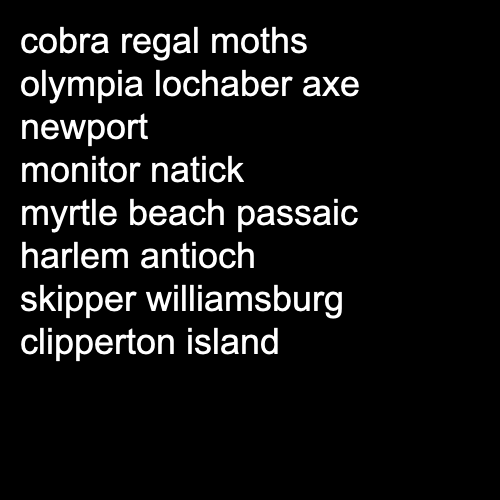 cobra regal moths
olympia lochaber axe
newport
monitor natick
myrtle beach passaic
harlem antioch
skipper williamsburg
clipperton island